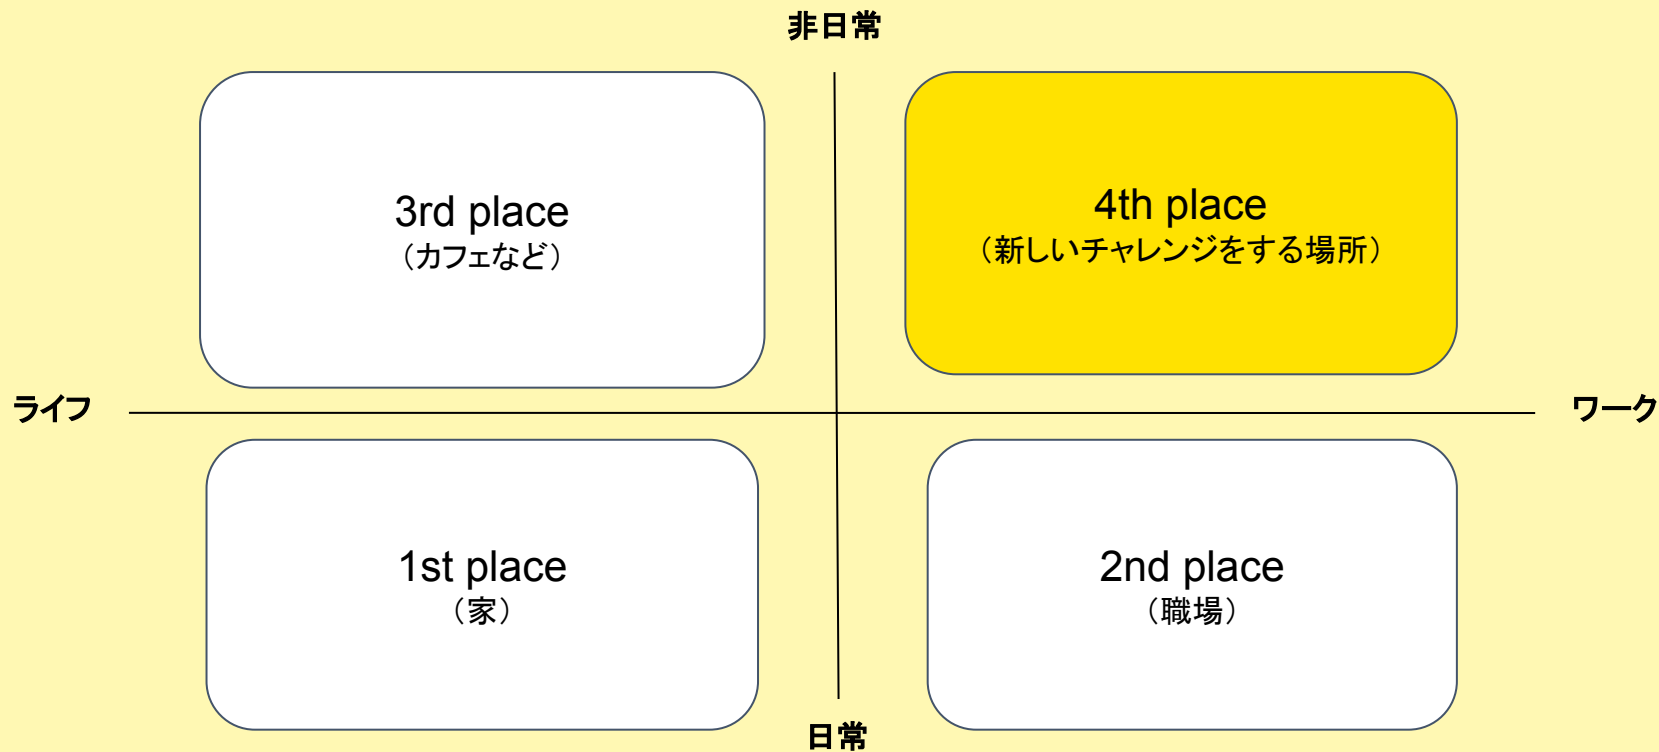 非日常
3rd place
（カフェなど）
4th place
（新しいチャレンジをする場所）
ライフ
ワーク
1st place
（家）
2nd place
（職場）
日常